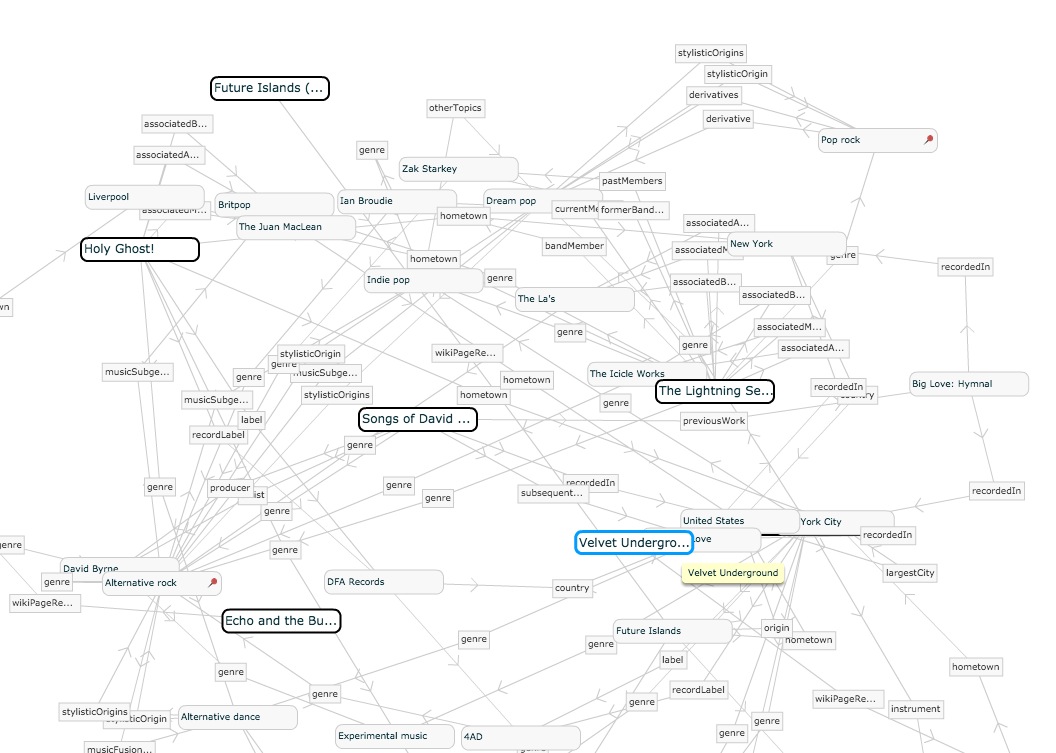 stylisticOrigins
stylisticOrigin
Future Islands (...
derivatives
otherTopics
derivative
associatedB...
Pop rock
genre
associatedA...
Zak Starkey
pastMembers
Liverpool
Britpop
Ian Broudie
Dream pop
associatedM...
currentMe
formerBand...
hometown
associatedA...
The Juan MacLean
New York
Holy Ghost!
bandMember
associatedM
genre
hometown
recordedIn
Indie pop
genre
associatedB...
The La's
associatedB...
wn
associatedM...
genre
genre
associatedA...
stylisticOrigin
wikiPageRe...
genre
musicSubge...
musicSubge...
The Icicle Works
genre
hometown
Big Love: Hymnal
recordedIn
The Lightning Se...
country
stylisticOrigins
hometown
musicSubge...
genre
Songs of David ...
label
previousWork
recordLabel
genre
genre
producer
ist
genre
recordedIn
subsequent...
recordedIn
genre
genre
United States
York City
recordedIn
Velvet Undergro...
ove
genre
genre
David Byrne
Velvet Underground
largestCity
genre
Alternative rock
DFA Records
country
wikiPageRe...
Echo and the Bu...
Future Islands
origin
hometown
genre
genre
label
hometown
genre
recordLabel
genre
wikiPageRe...
genre
instrument
stylisticOrigins
stylisticOrigin
Alternative dance
genre
genre
Experimental music
4AD
musicFusion...
genre